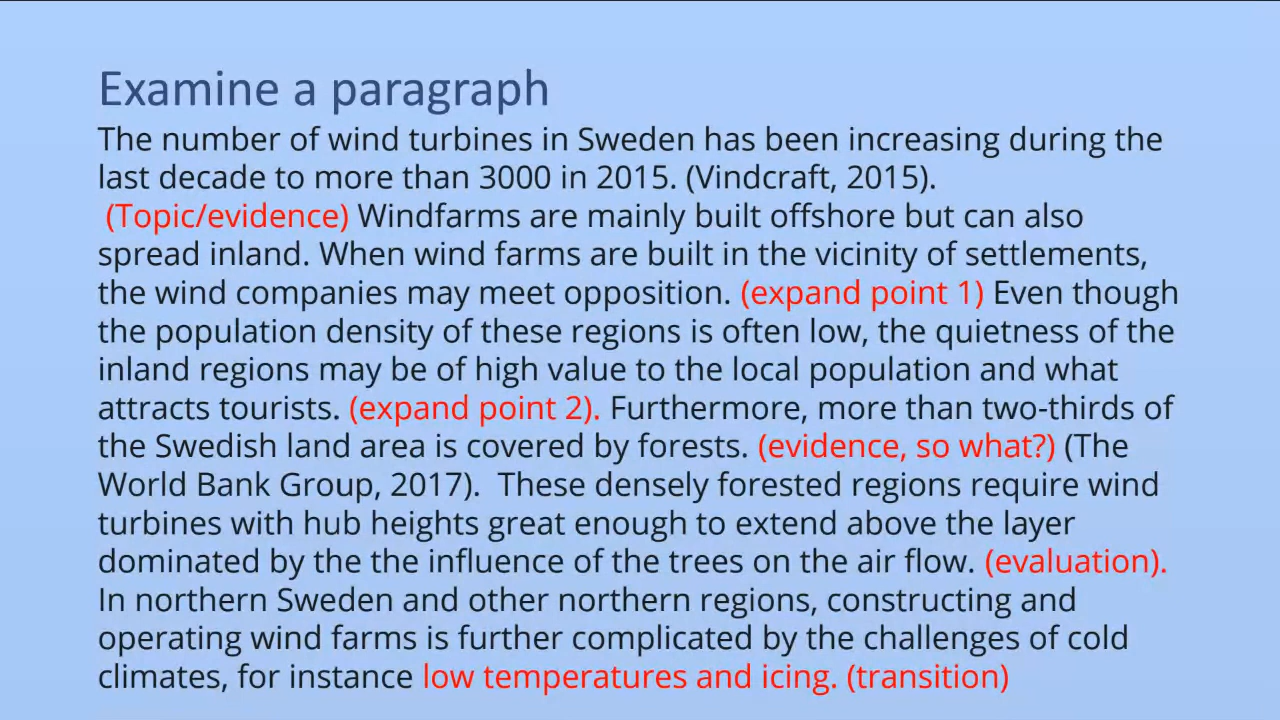 Examine a paragraph
The number of wind turbines in Sweden has been increasing during the
last decade to more than 3000 in 2015. (Vindcraft, 2015).
(Topic/evidence) Windfarms are mainly built offshore but can also
spread inland. When wind farms are built in the vicinity of settlements,
the wind companies may meet opposition. (expand point 1) Even though
the population density of these regions is often low, the quietness of the
inland regions may be of high value to the local population and what
attracts tourists. (expand point 2). Furthermore, more than two-thirds of
the Swedish land area is covered by forests. (evidence, so what?) (The
World Bank Group, 2017).  These densely forested regions require wind
turbines with hub heights great enough to extend above the layer
dominated by the the influence of the trees on the air flow. (evaluation).
In northern Sweden and other northern regions, constructing and
operating wind farms is further complicated by the challenges of cold
climates, for instance low temperatures and icing. (transition)